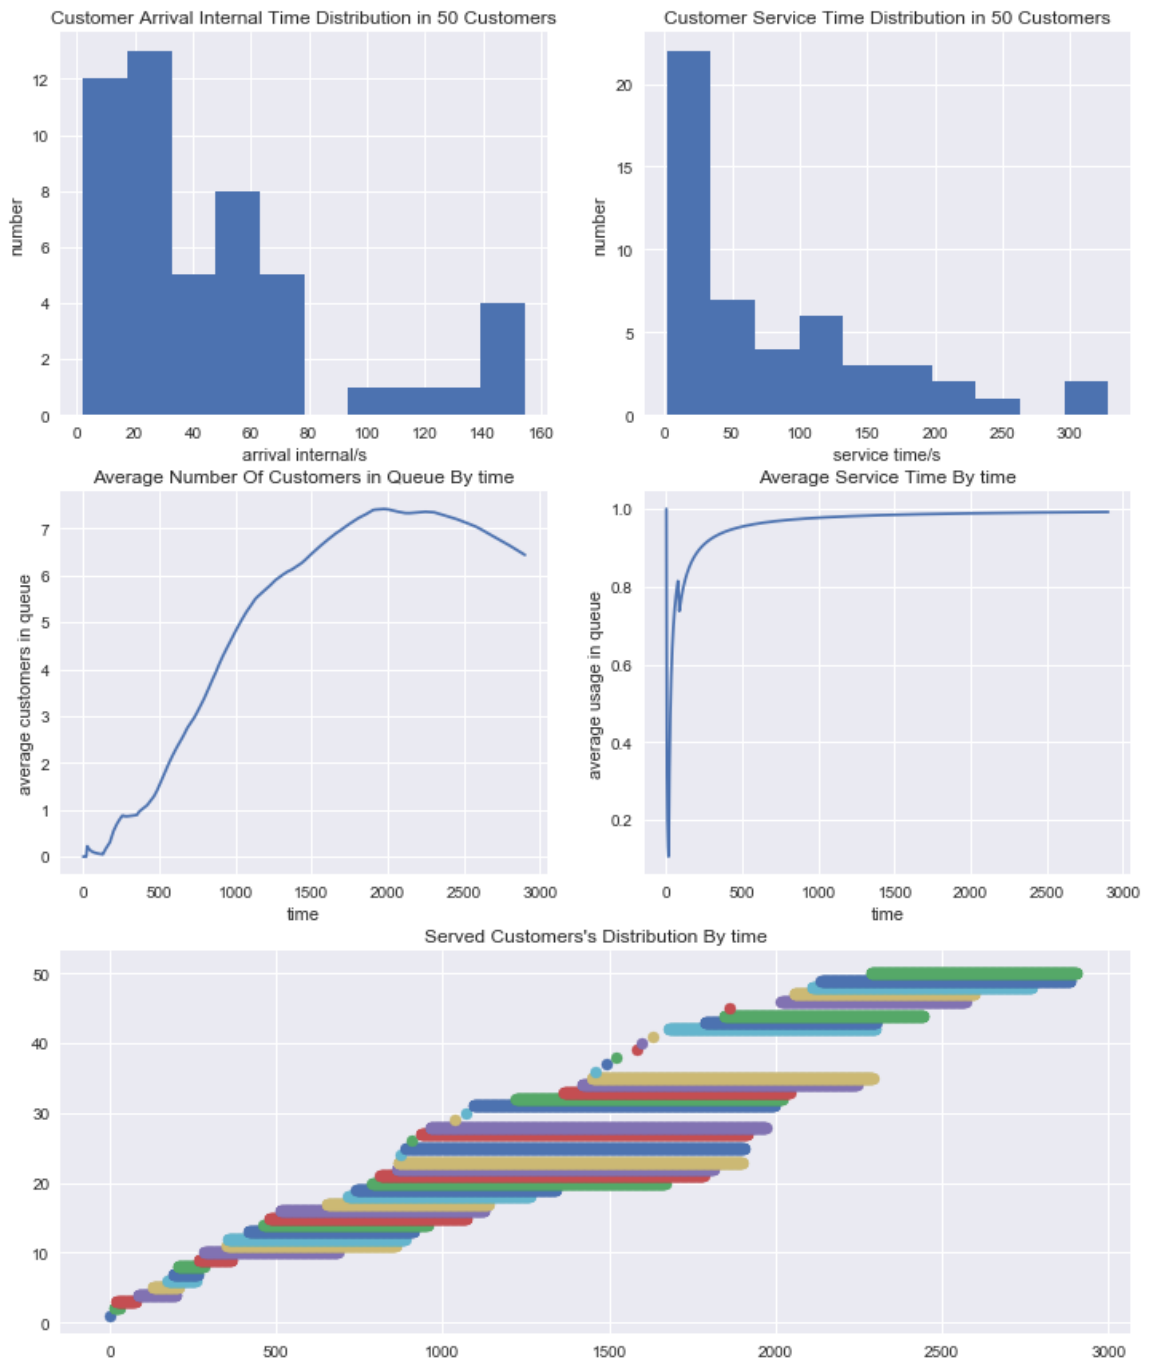 Customer Arrival Internal Time Distribution in 50 Customers
number
12
10
8
6
4
2
0
0 20 40 60 80 100 120 140 160
arrival internal/s
Customer Service Time Distribution in 50 Customers
number
20
15
10
5
0
0 50 100 150 200 250 300
service time/s
Average Number Of Customers in Queue By time
average customers in queue
7
6
5
4
3
2
1
0
0 500 1000 1500 2000 2500 3000
time
Average Service Time By time
average usage in queue
1.0
0.8
0.6
0.4
0.2
0 500 1000 1500 2000 2500 3000
time
Served Customers's Distribution By time
50
40
30
20
10
0
0 500 1000 1500 2000 2500 3000